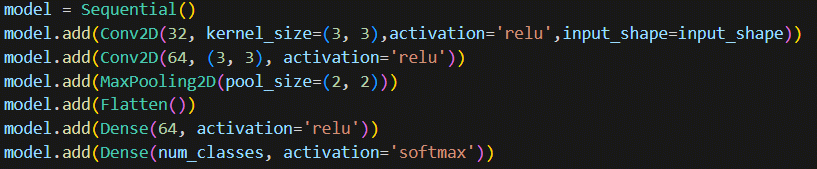 model = Sequential()
model.add(Conv2D(32, kernel_size=(3, 3),activation='relu',input_shape=input_shape))
model.add(Conv2D(64, (3, 3), activation='relu'))
model.add(MaxPooling2D(pool_size=(2, 2)))
model.add(Flatten())
model.add(Dense(64, activation='relu'))
model.add(Dense(num_classes, activation='softmax'))